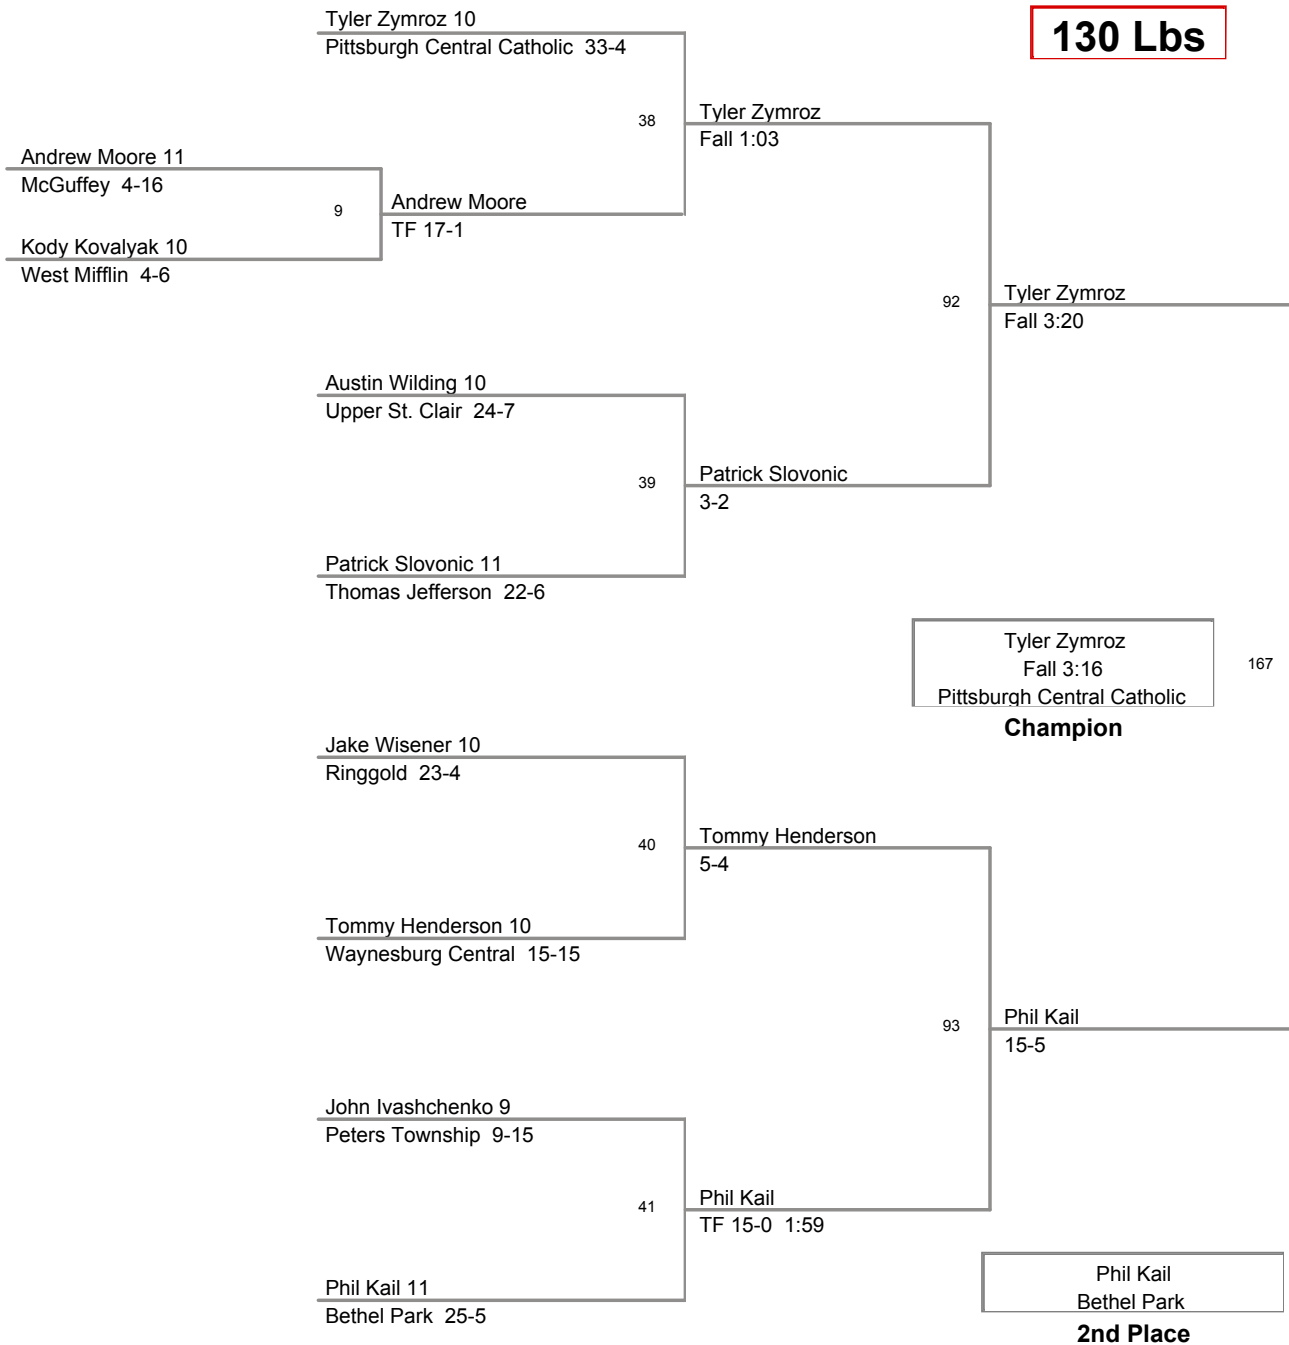 Tyler Zymroz 10
Pittsburgh Central Catholic  33-4
130 Lbs
38
Tyler Zymroz
Fall 1:03
Andrew Moore 11
McGuffey  4-16
9
Andrew Moore
TF 17-1
Kody Kovalyak 10
West Mifflin  4-6
92
Tyler Zymroz
Fall 3:20
Austin Wilding 10
Upper St. Clair  24-7
39
Patrick Slovonic
3-2
Patrick Slovonic 11
Thomas Jefferson  22-6
Tyler Zymroz
Fall 3:16
Pittsburgh Central Catholic
Champion
167
Jake Wisener 10
Ringgold  23-4
40
Tommy Henderson
5-4
Tommy Henderson 10
Waynesburg Central  15-15
93
Phil Kail
15-5
John Ivashchenko 9
Peters Township  9-15
41
Phil Kail
TF 15-0  1:59
Phil Kail 11
Bethel Park  25-5
Phil Kail
Bethel Park
2nd Place